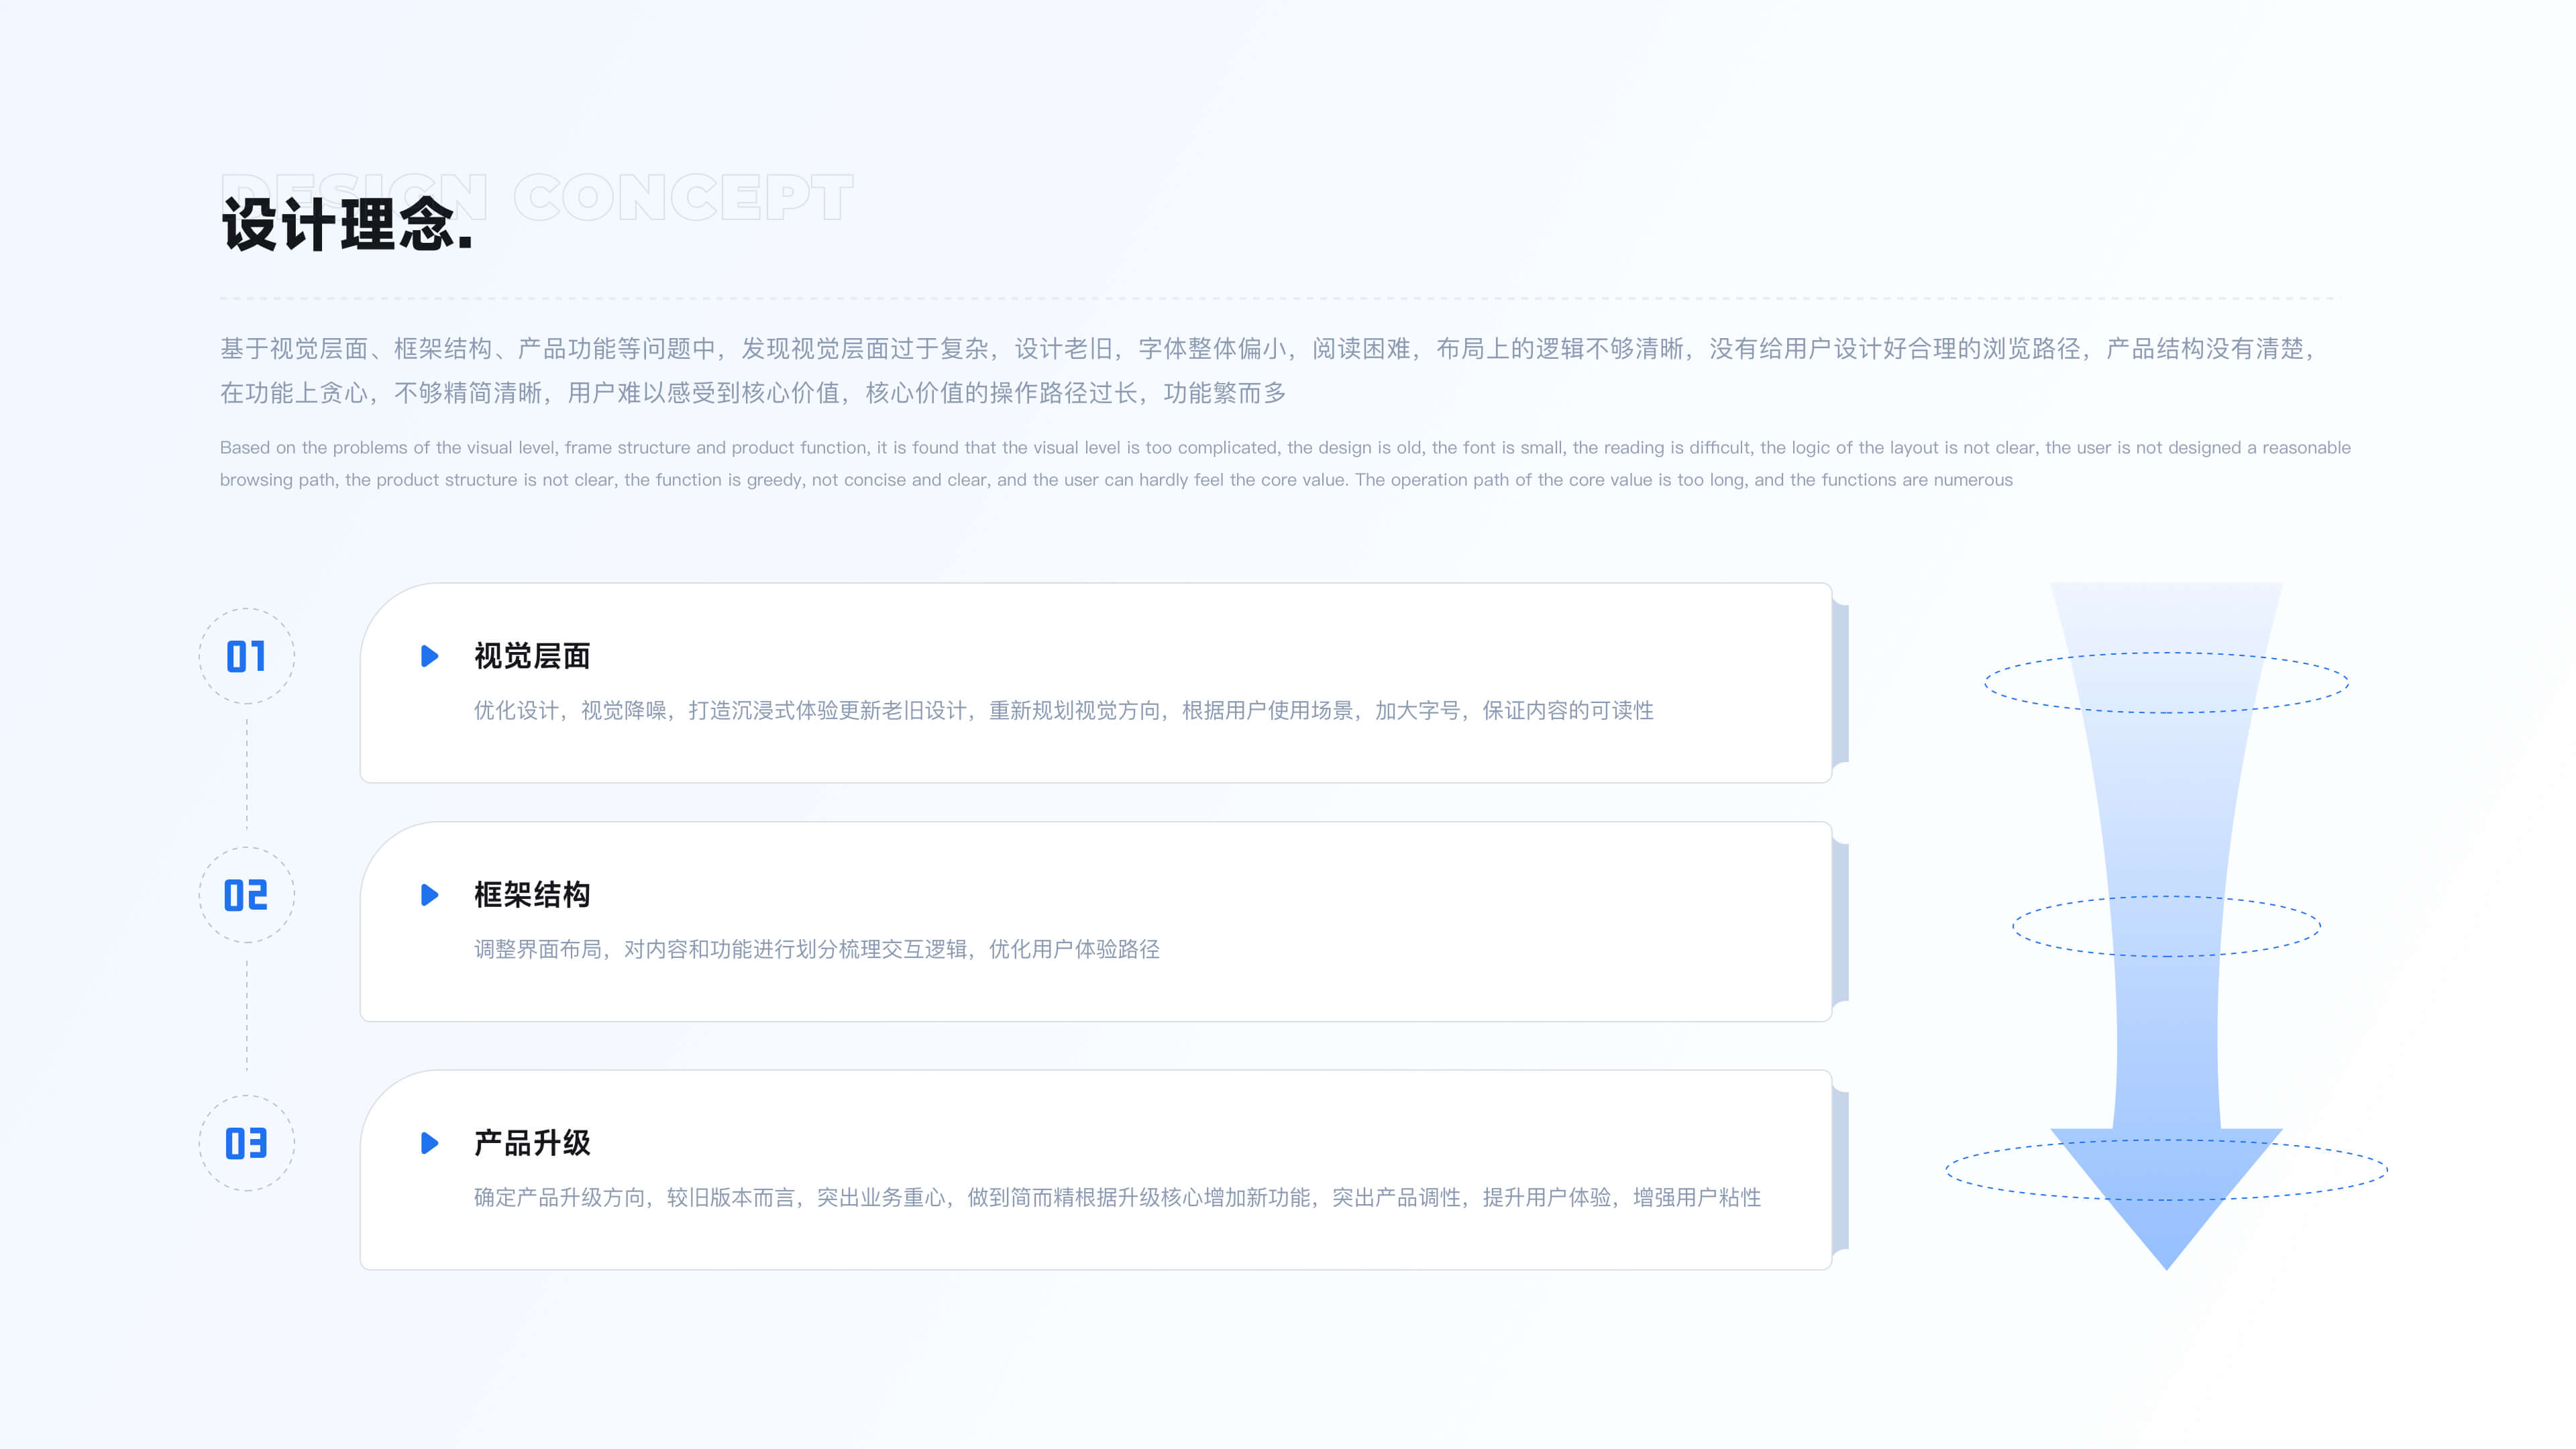 DESIGN CONCEPT
设计理念.
基于视觉层面、框架结构、产品功能等问题中，发现视觉层面过于复杂，设计老旧，字体整体偏小，阅读困难，布局上的逻辑不够清晰，没有给用户设计好合理的浏览路径，产品结构没有清楚，
在功能上贪心，不够精简清晰，用户难以感受到核心价值，核心价值的操作路径过长，功能繁而多
Based on the problems of the visual level, frame structure and product function, it is found that the visual level is too complicated, the design is old, the font is small, the reading is difficult, the logic of the layout is not clear, the user is not designed a reasonable
browsing path, the product structure is not clear, the function is greedy, not concise and clear, and the user can hardly feel the core value. The operation path of the core value is too long, and the functions are numerous
01
视觉层面
优化设计，视觉降噪，打造沉浸式体验更新老旧设计，重新规划视觉方向，根据用户使用场景，加大字号，保证内容的可读性
02
框架结构
调整界面布局，对内容和功能进行划分梳理交互逻辑，优化用户体验路径
03
产品升级
确定产品升级方向，较旧版本而言，突出业务重心，做到简而精根据升级核心增加新功能，突出产品调性，提升用户体验，增强用户粘性